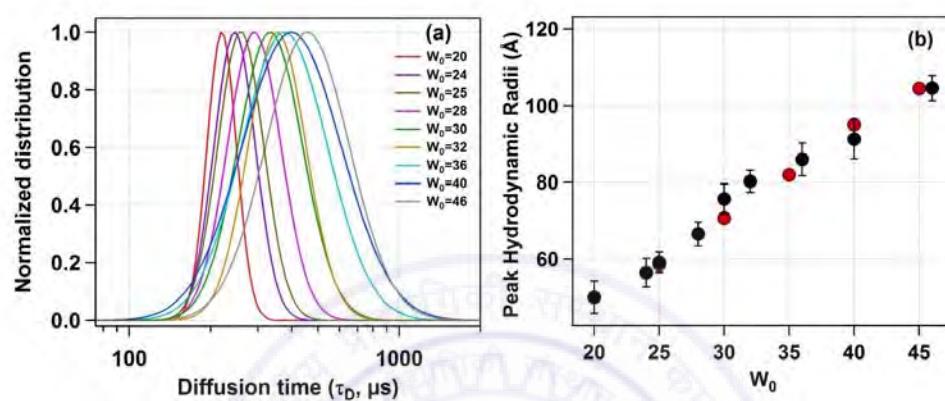 (a)
Normalized distribution
1.0
0.8
0.6
0.4
0.2
0.0
W₀=20
W₀=24
W₀=25
W₀=28
W₀=30
W₀=32
W₀=36
W₀=40
W₀=46
100
1000
Diffusion time (τ_D, μs)
(b)
Peak Hydrodynamic Radii (Å)
120
100
80
60
20
25
30
35
40
45
W₀